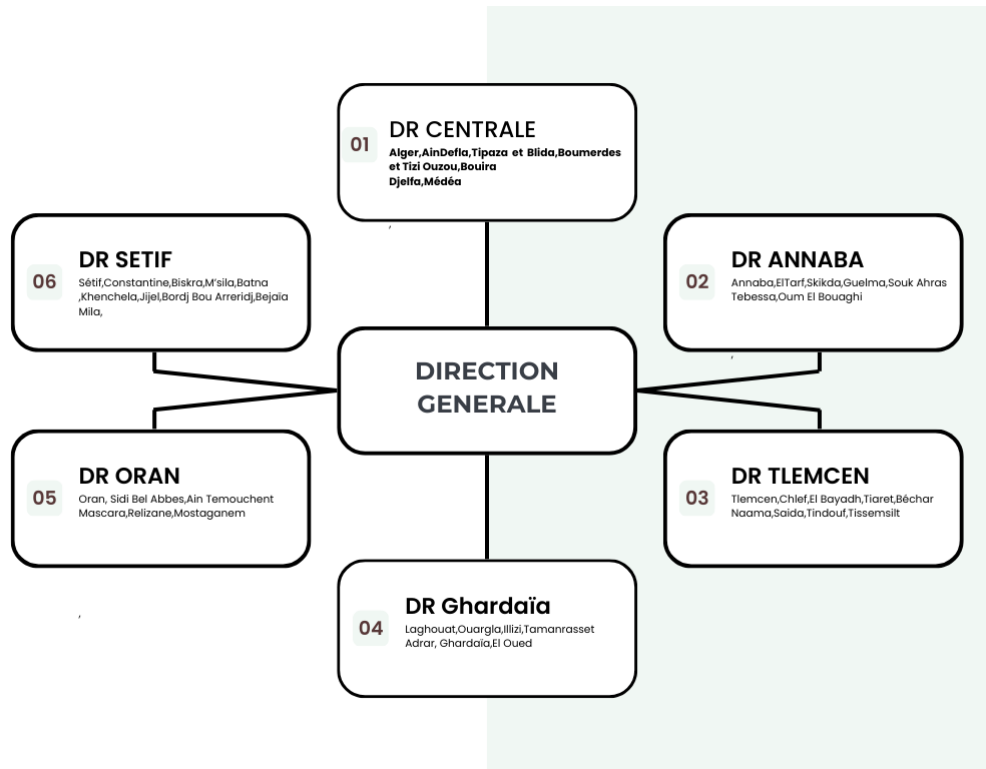 01
DR CENTRALE
Alger,AinDefla,Tipaza et Blida,Boumerdes
et Tizi Ouzou,Bouira
Djelfa,Médéa
,
06
DR SETIF
Sétif,Constantine,Biskra,M'sila,Batna
,Khenchela,Jijel,Bordj Bou Arreridj,Bejaïa
Mila,
02
DR ANNABA
Annaba,ElTarf,Skikda,Guelma,Souk Ahras
Tebessa,Oum El Bouaghi
,
DIRECTION
GENERALE
05
DR ORAN
Oran, Sidi Bel Abbes,Ain Temouchent
Mascara,Relizane,Mostaganem
,
03
DR TLEMCEN
Tlemcen,Chlef,El Bayadh,Tiaret,Béchar
Naama,Saida,Tindouf,Tissemsilt
04
DR Ghardaïa
Laghouat,Ouargla,Illizi,Tamanrasset
Adrar, Ghardaïa,El Oued